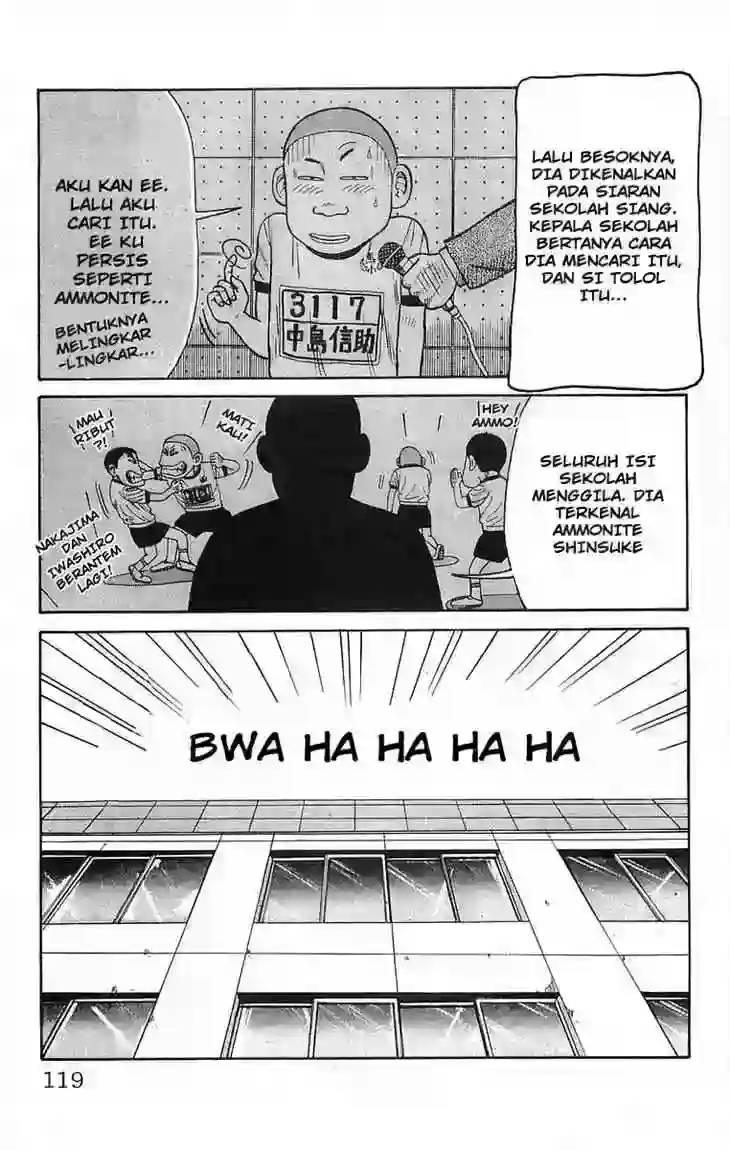 LALU BESOKNYA,
DIA DIKENALKAN
PADA SIARAN
SEKOLAH SIANG.
KEPALA SEKOLAH
BERTANYA CARA
DIA MENCARI ITU,
DAN SI TOLOL
ITU...
AKU KAN EE.
LALU AKU
CARI ITU.
EE KU
PERSIS
SEPERTI
AMMONITE...
BENTUKNYA
MELINGKAR
-LINGKAR...
3117
中島信助
SELURUH ISI
SEKOLAH
MENGGILA. DIA
TERKENAL
AMMONITE
SHINSUKE
HEY
AMMO!
MATI
KAU!
MAU
RIBUT
?!
NAKAJIMA
DAN
IWASHIRO
BERANTEM
LAGI!
BWA HA HA HA HA
119